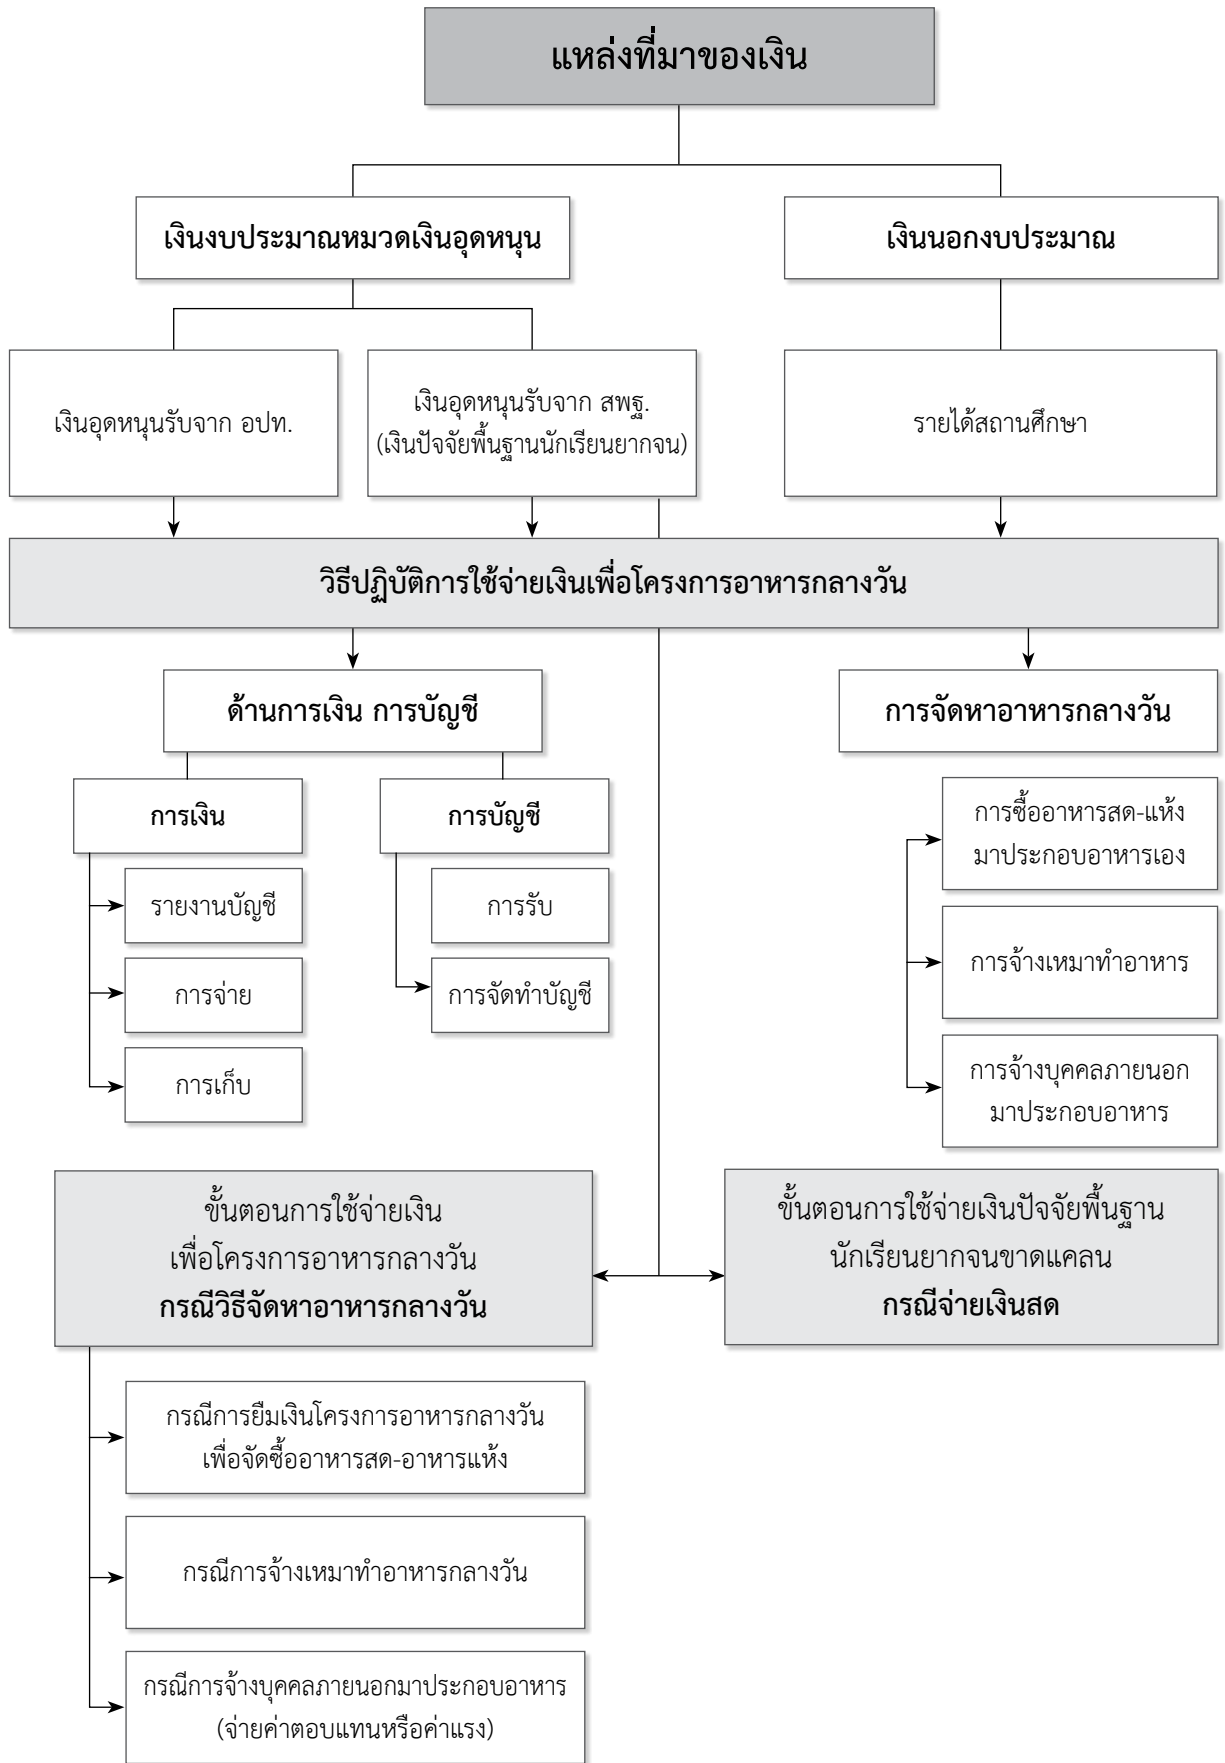 แหล่งที่มาของเงิน
เงินงบประมาณหมวดเงินอุดหนุน
เงินนอกงบประมาณ
เงินอุดหนุนรับจาก อปท.
เงินอุดหนุนรับจาก สพฐ.
(เงินปัจจัยพื้นฐานนักเรียนยากจน)
รายได้สถานศึกษา
วิธีปฏิบัติการใช้จ่ายเงินเพื่อโครงการอาหารกลางวัน
ด้านการเงิน การบัญชี
การเงิน
รายงานบัญชี
การจ่าย
การเก็บ
การบัญชี
การรับ
การจัดทำบัญชี
การจัดหาอาหารกลางวัน
การซื้ออาหารสด-แห้ง
มาประกอบอาหารเอง
การจ้างเหมาทำอาหาร
การจ้างบุคคลภายนอก
มาประกอบอาหาร
ขั้นตอนการใช้จ่ายเงิน
เพื่อโครงการอาหารกลางวัน
กรณีวิธีจัดหาอาหารกลางวัน
ขั้นตอนการใช้จ่ายเงินปัจจัยพื้นฐาน
นักเรียนยากจนขาดแคลน
กรณีจ่ายเงินสด
กรณีการยืมเงินโครงการอาหารกลางวัน
เพื่อจัดซื้ออาหารสด-อาหารแห้ง
กรณีการจ้างเหมาทำอาหารกลางวัน
กรณีการจ้างบุคคลภายนอกมาประกอบอาหาร
(จ่ายค่าตอบแทนหรือค่าแรง)